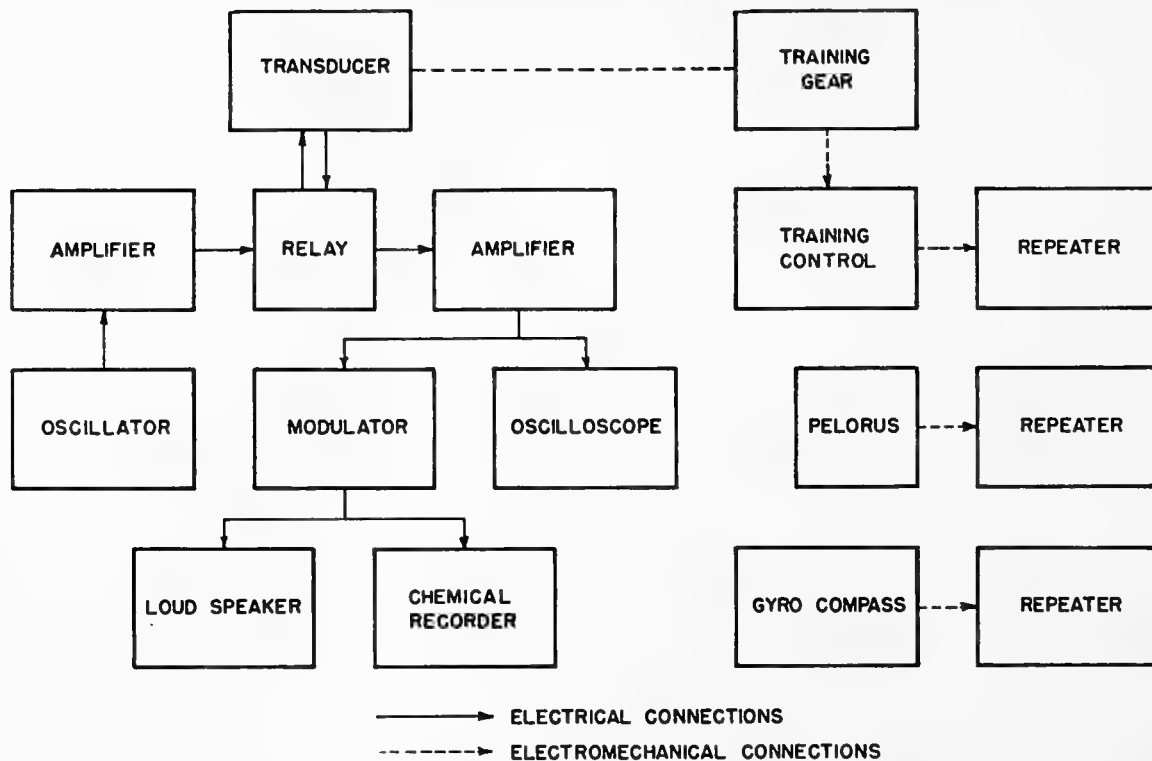 TRANSDUCER
TRAINING
GEAR
AMPLIFIER
RELAY
AMPLIFIER
TRAINING
CONTROL
REPEATER
OSCILLATOR
MODULATOR
OSCILLOSCOPE
PELORUS
REPEATER
LOUD SPEAKER
CHEMICAL
RECORDER
GYRO COMPASS
REPEATER
ELECTRICAL CONNECTIONS
ELECTROMECHANICAL CONNECTIONS